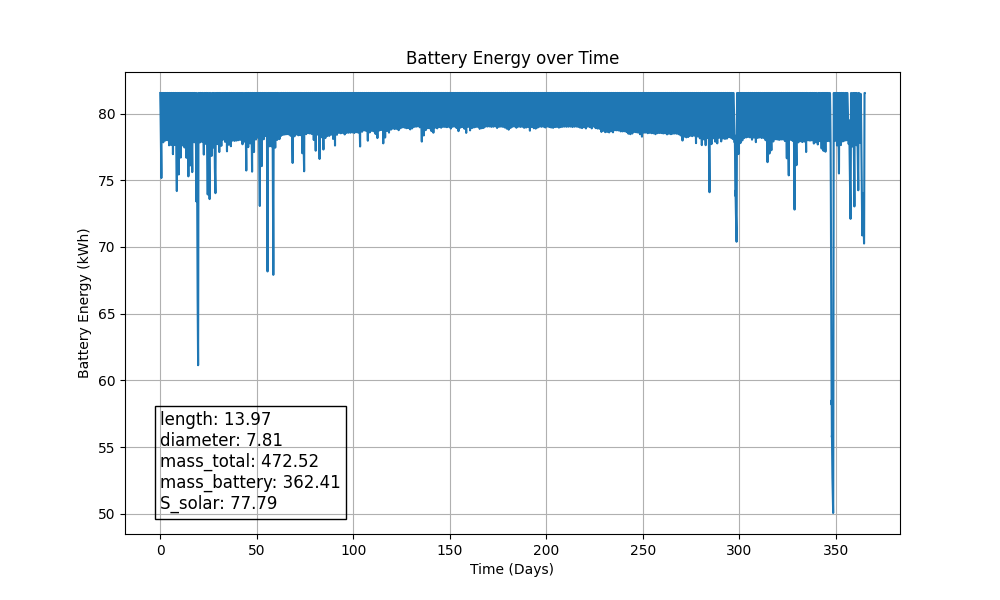 Battery Energy over Time
Battery Energy (kWh)
80
75
70
65
60
55
50
length: 13.97
diameter: 7.81
mass_total: 472.52
mass_battery: 362.41
S_solar: 77.79
0 50 100 150 200 250 300 350
Time (Days)